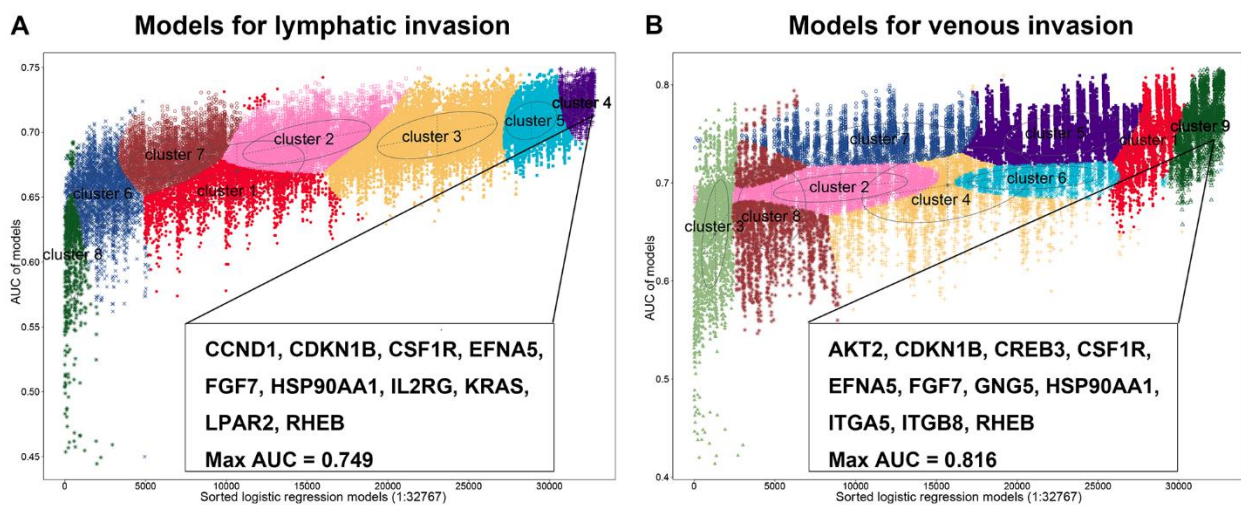 A
Models for lymphatic invasion
AUC of models
0.75
0.70
0.65
0.60
0.55
0.50
0.45
cluster 4
cluster 5
cluster 3
cluster 2
cluster 7
cluster 1
cluster 6
cluster 8
CCND1, CDKN1B, CSF1R, EFNA5,
FGF7, HSP90AA1, IL2RG, KRAS,
LPAR2, RHEB
Max AUC = 0.749
0
5000
10000
15000
20000
25000
30000
Sorted logistic regression models (1:32767)
B
Models for venous invasion
AUC of models
0.8
0.7
0.6
0.5
0.4
cluster 9
cluster
cluster 5
cluster 7
cluster 6
cluster 2
cluster 4
cluster 8
cluster 3
AKT2, CDKN1B, CREB3, CSF1R,
EFNA5, FGF7, GNG5, HSP90AA1,
ITGA5, ITGB8, RHEB
Max AUC = 0.816
0
5000
10000
15000
20000
25000
30000
Sorted logistic regression models (1:32767)